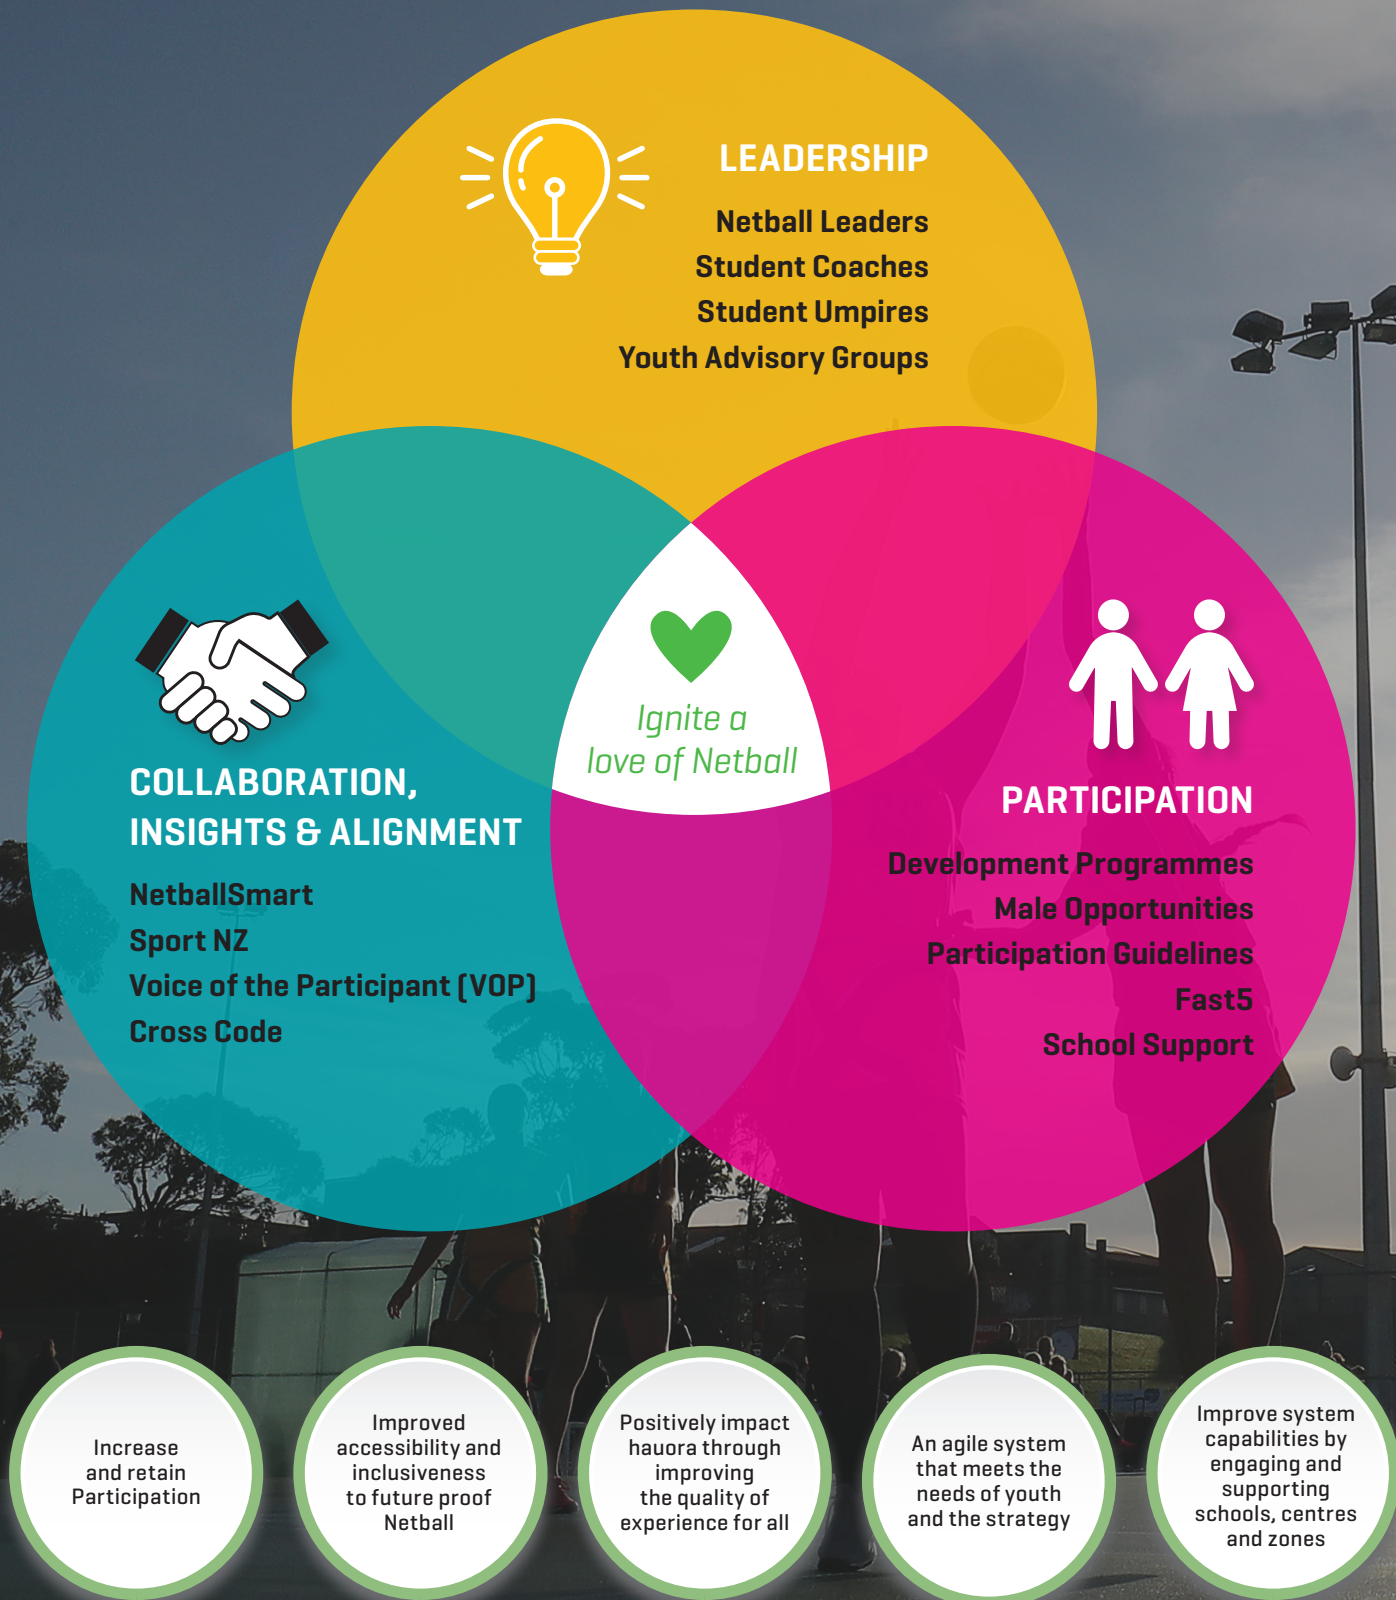 LEADERSHIP
Netball Leaders
Student Coaches
Student Umpires
Youth Advisory Groups
Ignite a
love of Netball
COLLABORATION,
INSIGHTS & ALIGNMENT
NetballSmart
Sport NZ
Voice of the Participant (VOP)
Cross Code
PARTICIPATION
Development Programmes
Male Opportunities
Participation Guidelines
Fast5
School Support
Increase
and retain
Participation
Improved
accessibility and
inclusiveness
to future proof
Netball
Positively impact
hauora through
improving
the quality of
experience for all
An agile system
that meets the
needs of youth
and the strategy
Improve system
capabilities by
engaging and
supporting
schools, centres
and zones